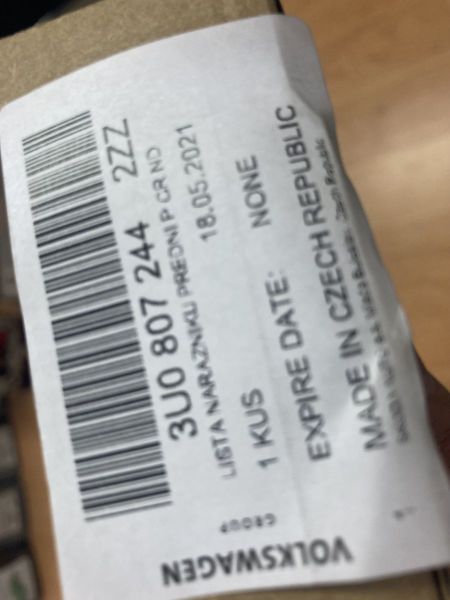 3U0 807 244 2ZZ
LISTA NARAZNIKU PREDNI P CR ND
18.05.2021
1 KUS NONE
EXPIRE DATE:
MADE IN CZECH REPUBLIC
VOLKSWAGEN
GROUP